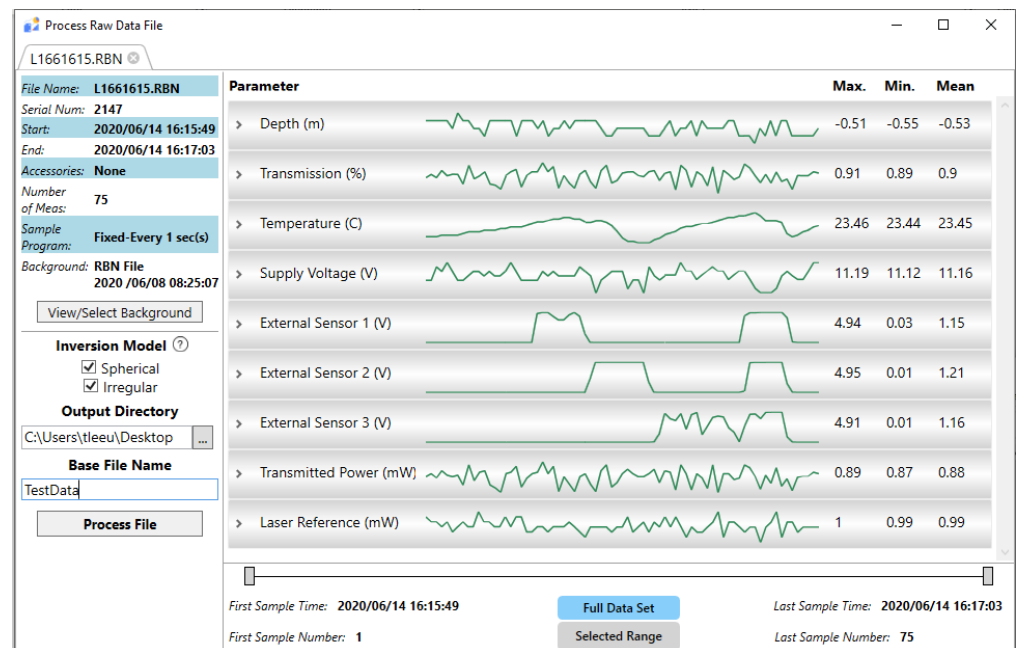 Process Raw Data File
L1661615.RBN
File Name: L1661615.RBN
Serial Num: 2147
Start: 2020/06/14 16:15:49
End: 2020/06/14 16:17:03
Accessories: None
Number
of Meas: 75
Sample
Program: Fixed-Every 1 sec(s)
Background: RBN File
2020 /06/08 08:25:07
View/Select Background
Inversion Model ?
Spherical
Irregular
Output Directory
C:\Users\tleeu\Desktop ...
Base File Name
TestData
Process File
Parameter Max. Min. Mean
Depth (m) -0.51 -0.55 -0.53
Transmission (%) 0.91 0.89 0.9
Temperature (C) 23.46 23.44 23.45
Supply Voltage (V) 11.19 11.12 11.16
External Sensor 1 (V) 4.94 0.03 1.15
External Sensor 2 (V) 4.95 0.01 1.21
External Sensor 3 (V) 4.91 0.01 1.16
Transmitted Power (mW) 0.89 0.87 0.88
Laser Reference (mW) 1 0.99 0.99
First Sample Time: 2020/06/14 16:15:49 Full Data Set Last Sample Time: 2020/06/14 16:17:03
First Sample Number: 1 Selected Range Last Sample Number: 75